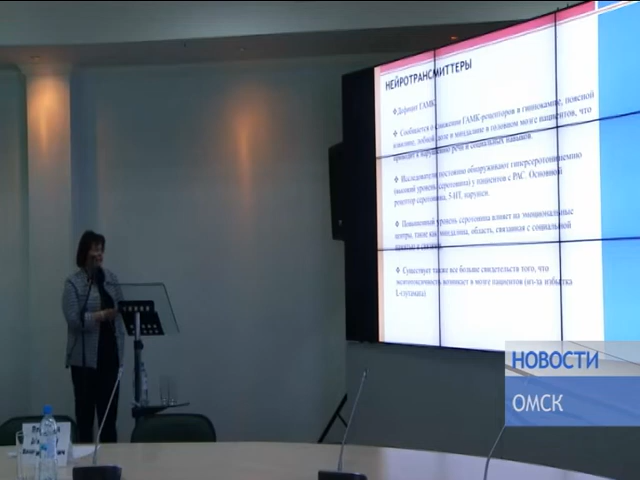 НЕЙРОТРАНСМИТТЕРЫ
❖Дефицит ГАМК.
❖ Сообщается о снижении ГАМК-рецепторов в гиппокампе, поясной
извилине, лобной доле и миндалине в головном мозге пациентов, что
приводит к нарушению речи и социальных навыков.
❖ Исследователи постоянно обнаруживают гиперсеротонинемию
(высокий уровень серотонина) у пациентов с РАС. Основной
рецептор серотонина, 5-HT, нарушен.
❖ Повышенный уровень серотонина влияет на эмоциональные
центры, такие как миндалина, область, связанная с социальной
❖ Существует также все больше свидетельств того, что
возникает в мозге пациентов (из-за избытка
L-глутамата)
НОВОСТИ
ОМСК